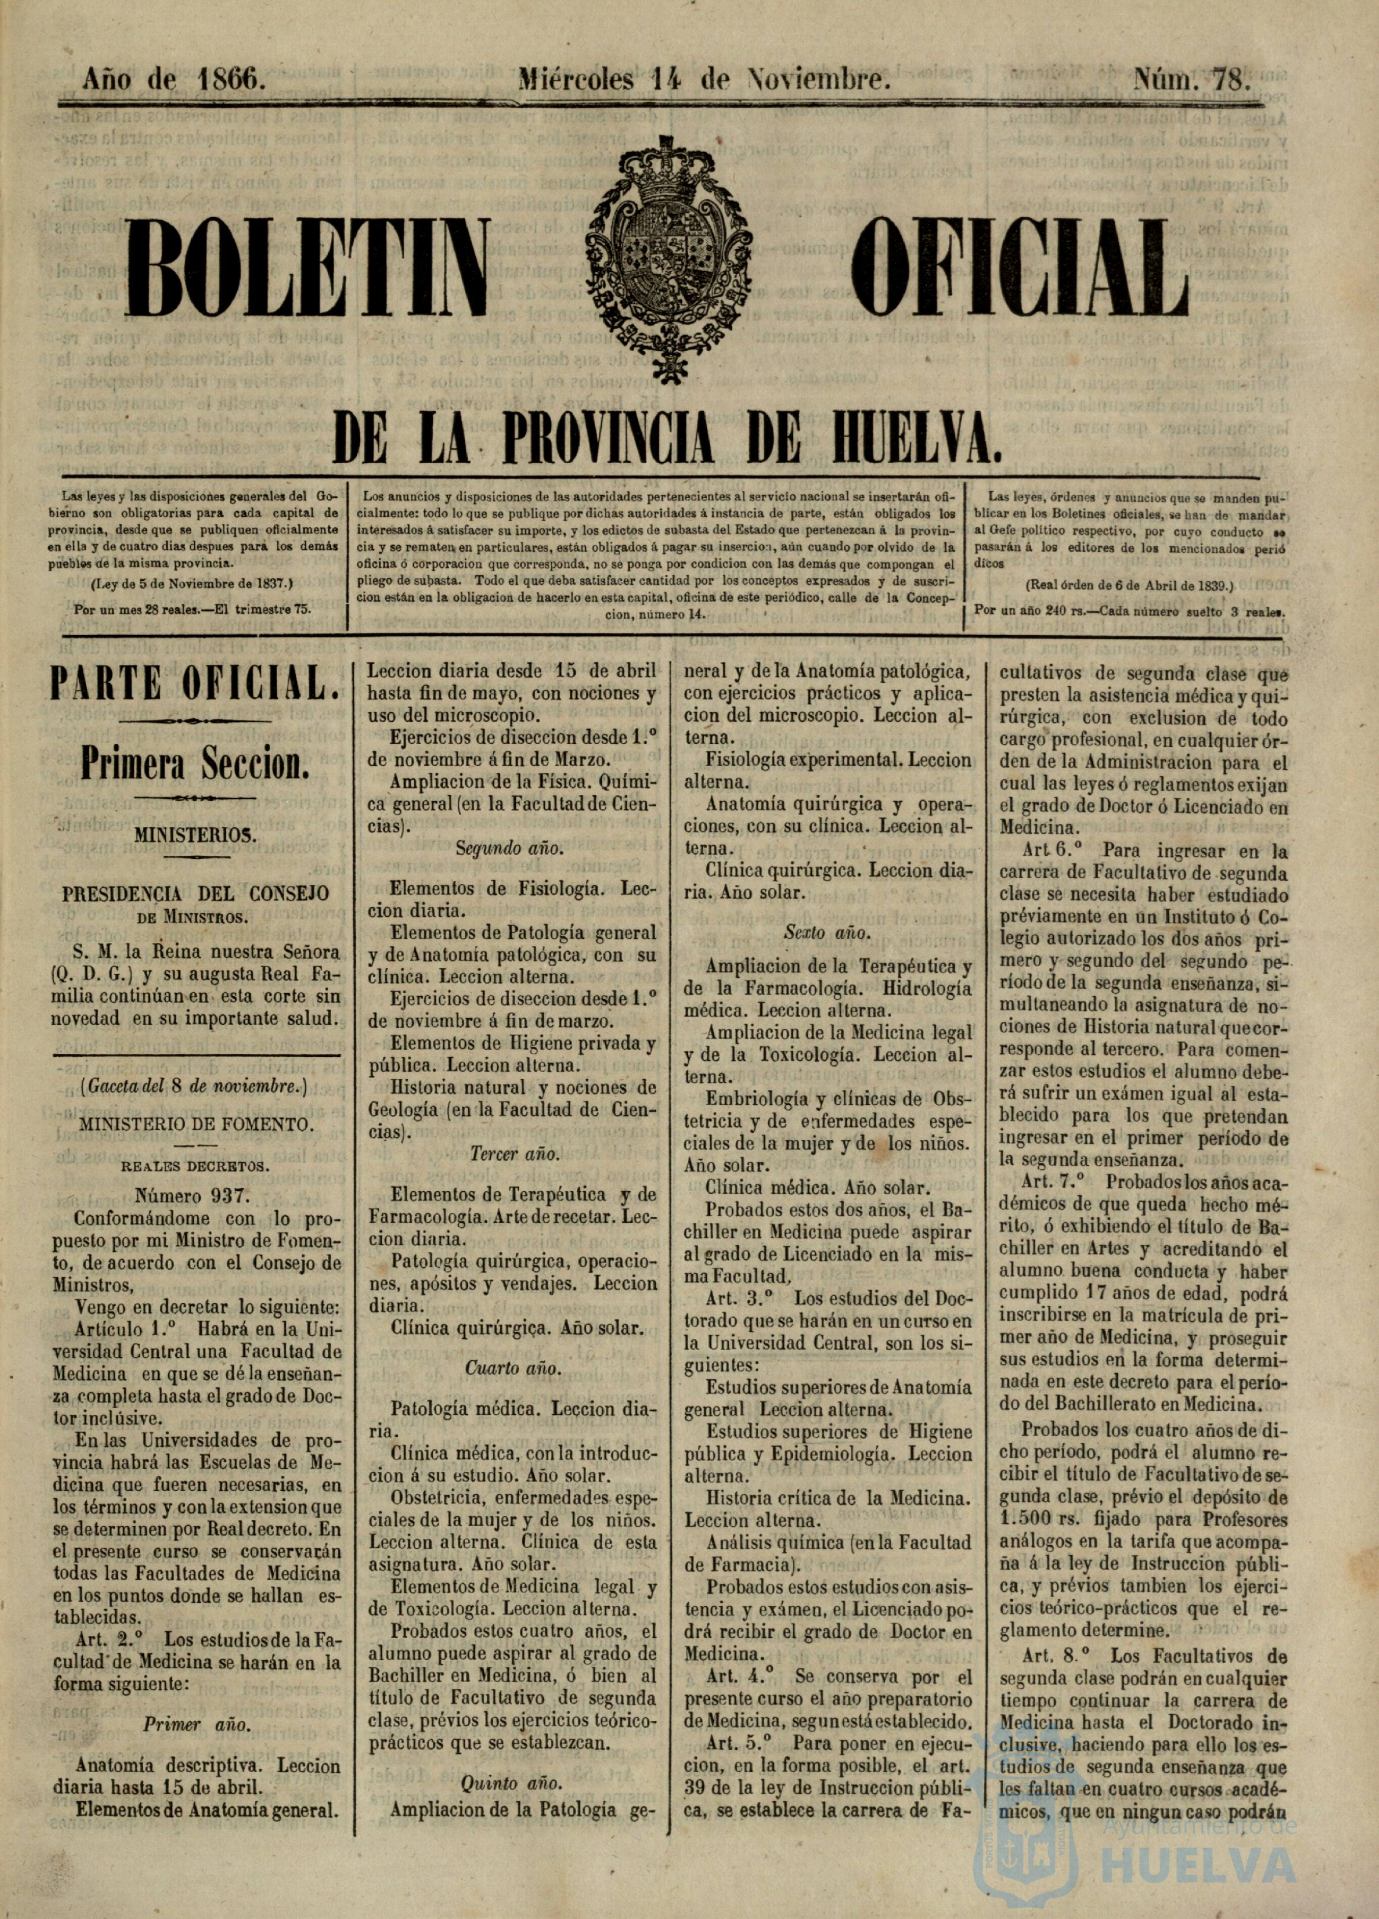 Año de 1866.
Miércoles 14 de Noviembre.
Núm. 78.
BOLETIN OFICIAL
DE LA PROVINCIA DE HUELVA.
Las leyes y las disposiciones generales del Go-
bierno son obligatorias para cada capital de
provincia, desde que se publiquen oficialmente
en ella y de cuatro dias despues para los demás
pueblos de la misma provincia.
(Ley de 5 de Noviembre de 1837.)
Por un mes 28 reales.—El trimestre 75.
Los anuncios y disposiciones de las autoridades pertenecientes al servicio nacional se insertarán ofi-
cialmente: todo lo que se publique por dichas autoridades á instancia de parte, están obligados los
interesados á satisfacer su importe, y los edictos de subasta del Estado que pertenezcan á la provin-
cia y se rematen en particulares, están obligados á pagar su insercion, aún cuando por olvido de la
oficina ó corporacion que corresponda, no se ponga por condicion con las demás que compongan el
pliego de subasta. Todo el que deba satisfacer cantidad por los conceptos expresados y de suscri-
cion están en la obligacion de hacerlo en esta capital, oficina de este periódico, calle de la Concep-
cion, número 14.
Las leyes, órdenes y anuncios que se manden pu-
blicar en los Boletines oficiales, se han de mandar
al Gefe político respectivo, por cuyo conducto se
pasarán á los editores de los mencionados perió
dicos
(Real órden de 6 de Abril de 1839.)
Por un año 240 rs.—Cada número suelto 3 reales.
PARTE OFICIAL.
Primera Seccion.
MINISTERIOS.
PRESIDENCIA DEL CONSEJO
DE MINISTROS.
S. M. la Reina nuestra Señora
(Q. D. G.) y su augusta Real Fa-
milia continúan en esta corte sin
novedad en su importante salud.
(Gaceta del 8 de noviembre.)
MINISTERIO DE FOMENTO.
REALES DECRETOS.
Número 937.
Conformándome con lo pro-
puesto por mi Ministro de Fomen-
to, de acuerdo con el Consejo de
Ministros,
Vengo en decretar lo siguiente:
Artículo 1.º Habrá en la Uni-
versidad Central una Facultad de
Medicina en que se dé la enseñan-
za completa hasta el grado de Doc-
tor inclúsive.
En las Universidades de pro-
vincia habrá las Escuelas de Me-
dicina que fueren necesarias, en
los términos y con la extension que
se determinen por Real decreto. En
el presente curso se conservarán
todas las Facultades de Medicina
en los puntos donde se hallan es-
tablecidas.
Art. 2.º Los estudios de la Fa-
cultad de Medicina se harán en la
forma siguiente:
Primer año.
Anatomía descriptiva. Leccion
diaria hasta 15 de abril.
Elementos de Anatomía general.
Leccion diaria desde 15 de abril
hasta fin de mayo, con nociones y
uso del microscopio.
Ejercicios de diseccion desde 1.º
de noviembre á fin de Marzo.
Ampliacion de la Física. Quími-
ca general (en la Facultad de Cien-
cias).
Segundo año.
Elementos de Fisiología. Lec-
cion diaria.
Elementos de Patología general
y de Anatomía patológica, con su
clínica. Leccion alterna.
Ejercicios de diseccion desde 1.º
de noviembre á fin de marzo.
Elementos de Higiene privada y
pública. Leccion alterna.
Historia natural y nociones de
Geología (en la Facultad de Cien-
cias).
Tercer año.
Elementos de Terapéutica y de
Farmacología. Arte de recetar. Lec-
cion diaria.
Patología quirúrgica, operacio-
nes, apósitos y vendajes. Leccion
diaria.
Clínica quirúrgica. Año solar.
Cuarto año.
Patología médica. Leccion dia-
ria.
Clínica médica, con la introduc-
cion á su estudio. Año solar.
Obstetricia, enfermedades espe-
ciales de la mujer y de los niños.
Leccion alterna. Clínica de esta
asignatura. Año solar.
Elementos de Medicina legal y
de Toxicología. Leccion alterna.
Probados estos cuatro años, el
alumno puede aspirar al grado de
Bachiller en Medicina, ó bien al
título de Facultativo de segunda
clase, prévios los ejercicios teórico-
prácticos que se establezcan.
Quinto año.
Ampliacion de la Patología ge-
neral y de la Anatomía patológica,
con ejercicios prácticos y aplica-
cion del microscopio. Leccion al-
terna.
Fisiología experimental. Leccion
alterna.
Anatomía quirúrgica y opera-
ciones, con su clínica. Leccion al-
terna.
Clínica quirúrgica. Leccion dia-
ria. Año solar.
Sexto año.
Ampliacion de la Terapéutica y
de la Farmacología. Hidrología
médica. Leccion alterna.
Ampliacion de la Medicina legal
y de la Toxicología. Leccion al-
terna.
Embriología y clínicas de Obs-
tetricia y de enfermedades espe-
ciales de la mujer y de los niños.
Año solar.
Clínica médica. Año solar.
Probados estos dos años, el Ba-
chiller en Medicina puede aspirar
al grado de Licenciado en la mis-
ma Facultad,
Art. 3.º Los estudios del Doc-
torado que se harán en un curso en
la Universidad Central, son los si-
guientes:
Estudios superiores de Anatomía
general Leccion alterna.
Estudios superiores de Higiene
pública y Epidemiología. Leccion
alterna.
Historia crítica de la Medicina.
Leccion alterna.
Análisis química (en la Facultad
de Farmacia).
Probados estos estudios con asis-
tencia y exámen, el Licenciado po-
drá recibir el grado de Doctor en
Medicina.
Art. 4.º Se conserva por el
presente curso el año preparatorio
de Medicina, segun está establecido.
Art. 5.º Para poner en ejecu-
cion, en la forma posible, el art.
39 de la ley de Instruccion públi-
ca, se establece la carrera de Fa-
cultativos de segunda clase que
presten la asistencia médica y qui-
rúrgica, con exclusion de todo
cargo profesional, en cualquier ór-
den de la Administracion para el
cual las leyes ó reglamentos exijan
el grado de Doctor ó Licenciado en
Medicina.
Art 6.º Para ingresar en la
carrera de Facultativo de segunda
clase se necesita haber estudiado
préviamente en un Instituto ó Co-
legio autorizado los dos años pri-
mero y segundo del segundo pe-
ríodo de la segunda enseñanza, si-
multaneando la asignatura de no-
ciones de Historia natural que cor-
responde al tercero. Para comen-
zar estos estudios el alumno debe-
rá sufrir un exámen igual al esta-
blecido para los que pretendan
ingresar en el primer período de
la segunda enseñanza.
Art. 7.º Probados los años aca-
démicos de que queda hecho mé-
rito, ó exhibiendo el título de Ba-
chiller en Artes y acreditando el
alumno buena conducta y haber
cumplido 17 años de edad, podrá
inscribirse en la matrícula de pri-
mer año de Medicina, y proseguir
sus estudios en la forma determi-
nada en este decreto para el perío-
do del Bachillerato en Medicina.
Probados los cuatro años de di-
cho período, podrá el alumno re-
cibir el título de Facultativo de se-
gunda clase, prévio el depósito de
1.500 rs. fijado para Profesores
análogos en la tarifa que acompa-
ña á la ley de Instruccion públi-
ca, y prévios tambien los ejerci-
cios teórico-prácticos que el re-
glamento determine.
Art. 8.º Los Facultativos de
segunda clase podrán en cualquier
tiempo continuar la carrera de
Medicina hasta el Doctorado in-
clusive, haciendo para ello los es-
tudios de segunda enseñanza que
les faltan en cuatro cursos acadé-
micos, que en ningun caso podrán
Ayuntamiento de
HUELVA